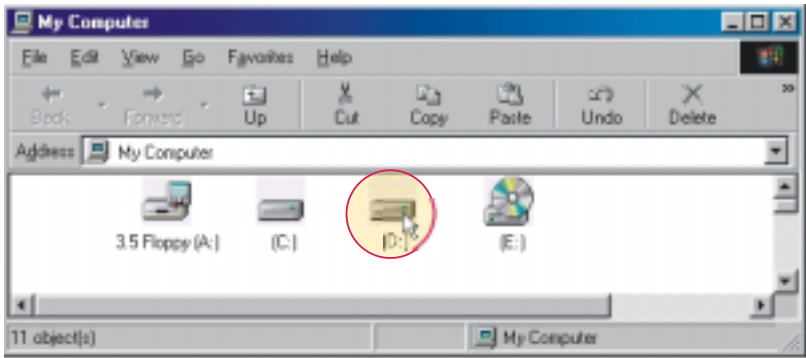 My Computer
File Edit View Go Favorites Help
Back Forward Up Cut Copy Paste Undo Delete »
Address My Computer
3.5 Floppy (A:) (C:) (D:) (E:)
11 object(s) My Computer